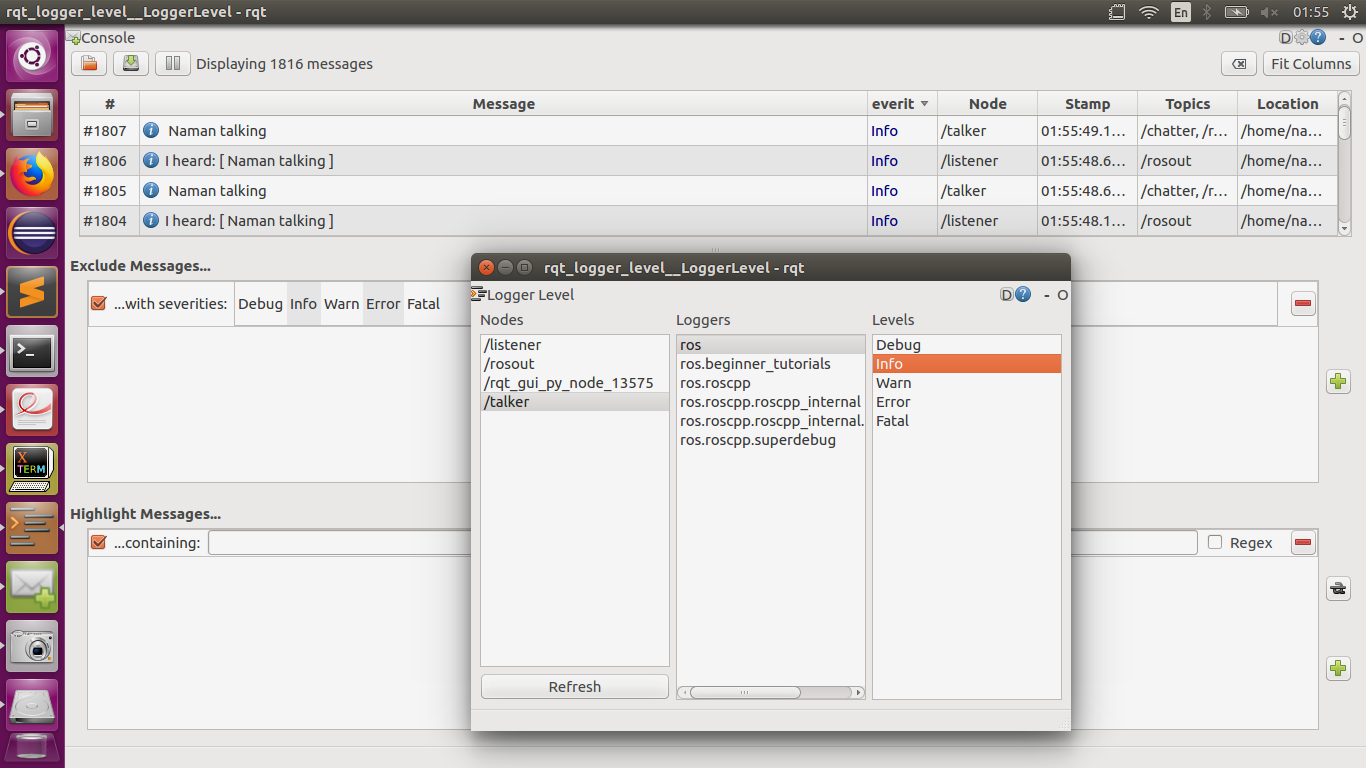 rqt_logger_level__LoggerLevel - rqt
En
01:55
Console
D
?
- O
Displaying 1816 messages
Fit Columns
# Message everit Node Stamp Topics Location
#1807 Naman talking Info /talker 01:55:49.1... /chatter, /r... /home/na...
#1806 I heard: [ Naman talking ] Info /listener 01:55:48.6... /rosout /home/na...
#1805 Naman talking Info /talker 01:55:48.6... /chatter, /r... /home/na...
#1804 I heard: [ Naman talking ] Info /listener 01:55:48.1... /rosout /home/na...
Exclude Messages...
...with severities: Debug Info Warn Error Fatal
rqt_logger_level__LoggerLevel - rqt
Logger Level
D
?
- O
Nodes
/listener
/rosout
/rqt_gui_py_node_13575
/talker
Refresh
Loggers
ros
ros.beginner_tutorials
ros.roscpp
ros.roscpp.roscpp_internal
ros.roscpp.roscpp_internal.
ros.roscpp.superdebug
Levels
Debug
Info
Warn
Error
Fatal
Highlight Messages...
...containing:
Regex
a
X
TERM